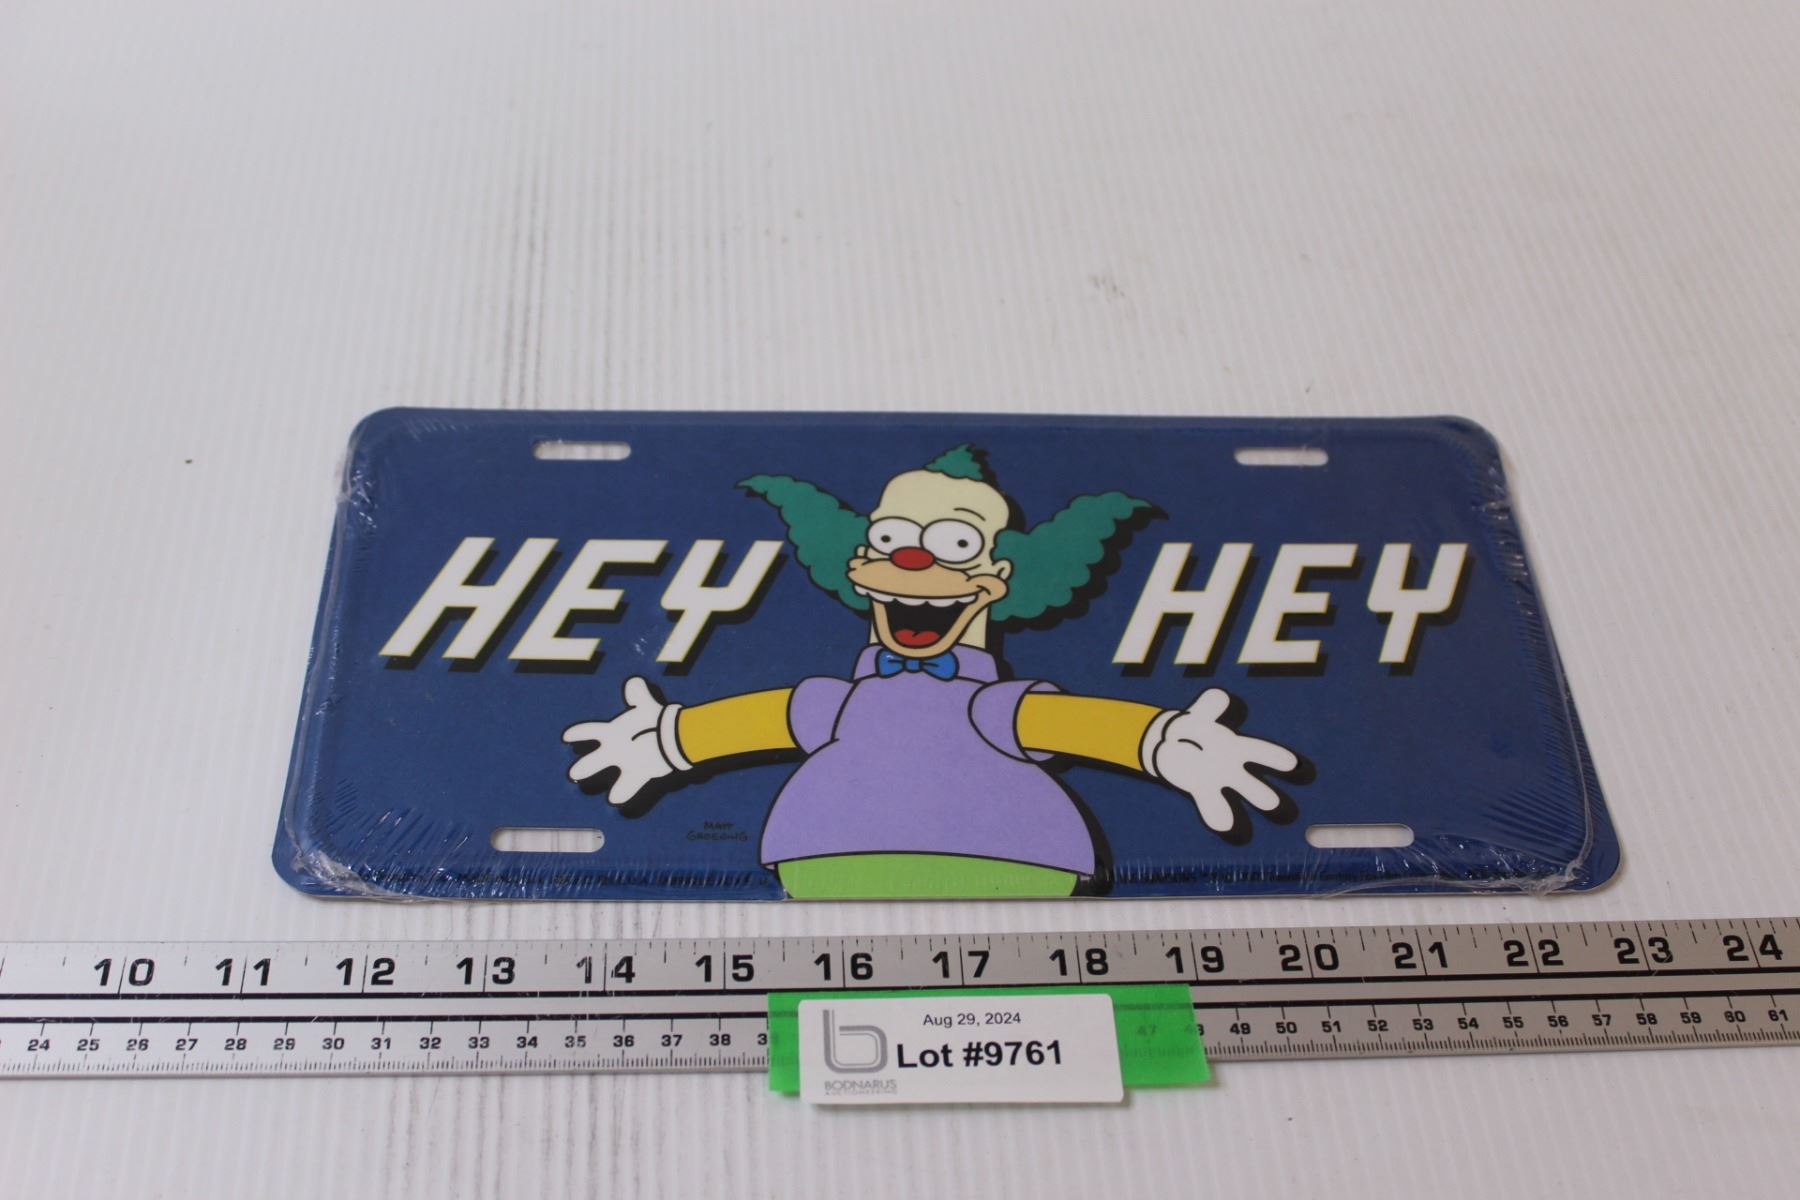 HEY HEY
MATT
GROENING
10 11 12 13 14 15 16 17 18 19 20 21 22 23 24
24 25 26 27 28 29 30 31 32 33 34 35 36 37 38 47 49 50 51 52 53 54 55 56 57 58 59 60 61
Aug 29, 2024
Lot #9761
BODNARUS
AUCTIONEERING